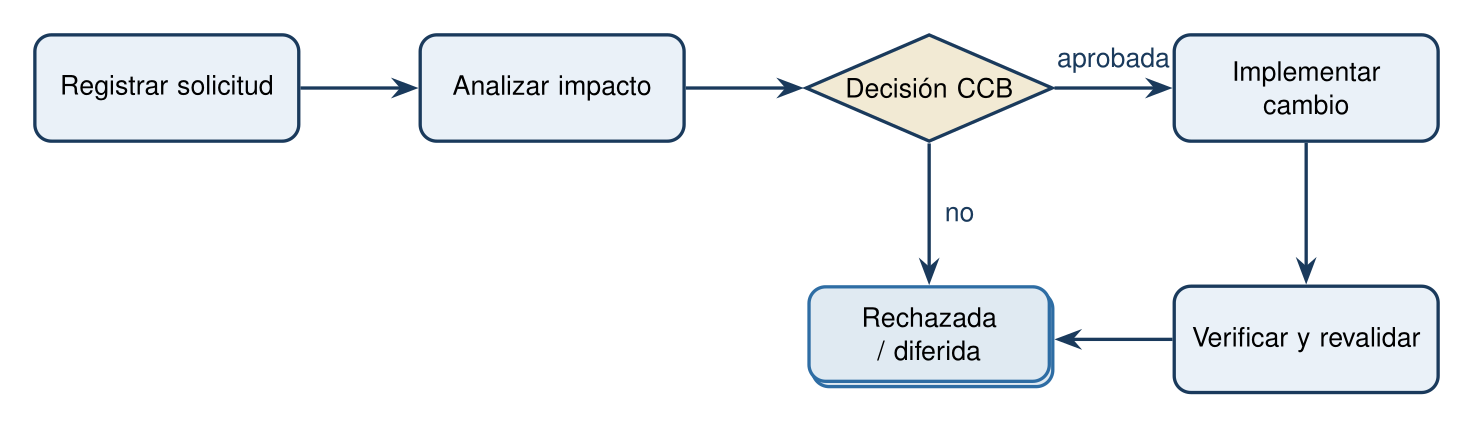 Registrar solicitud
Analizar impacto
Decisión CCB
aprobada
Implementar
cambio
no
Rechazada
/ diferida
Verificar y revalidar